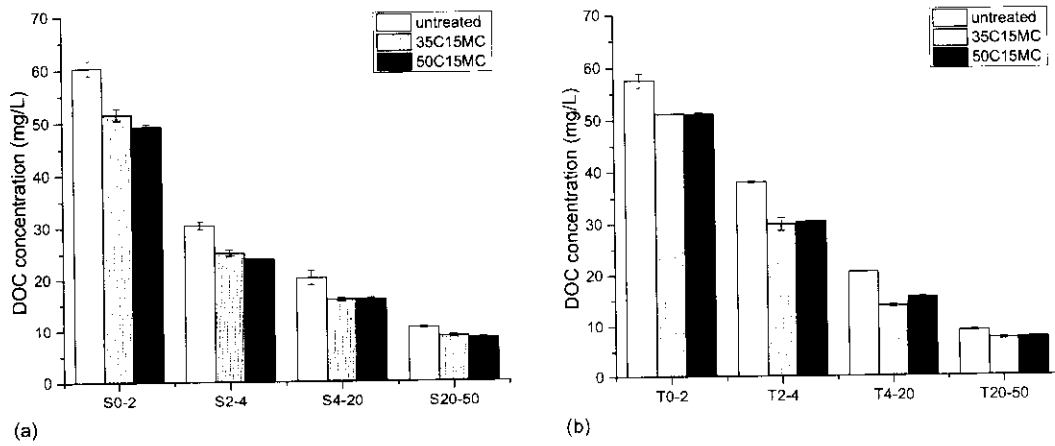 70
60
50
40
30
20
10
0
DOC concentration (mg/L)
untreated
35C15MC
50C15MC
S0-2
S2-4
S4-20
S20-50
(a)
70
60
50
40
30
20
10
0
DOC concentration (mg/L)
untreated
35C15MC
50C15MC
T0-2
T2-4
T4-20
T20-50
(b)